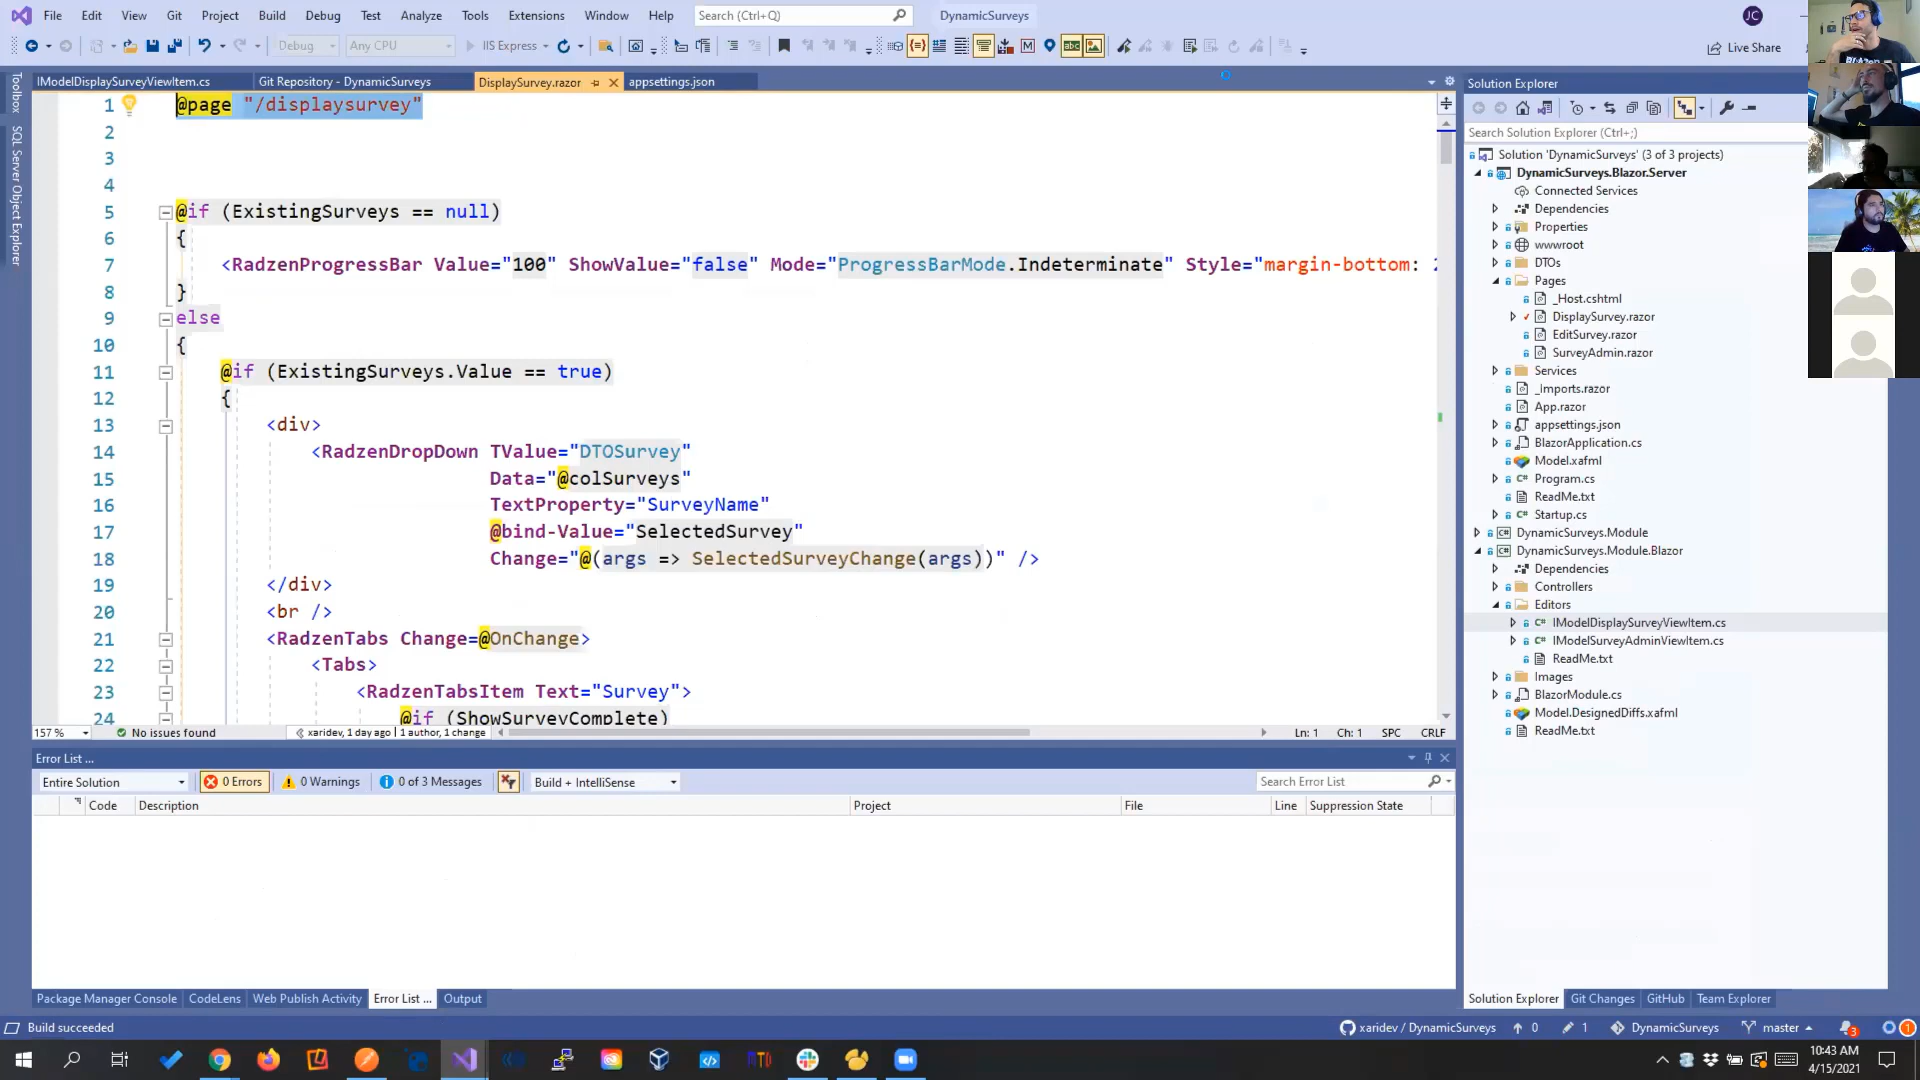 File Edit View Git Project Build Debug Test Analyze Tools Extensions Window Help Search (Ctrl+Q) DynamicSurveys JC
Debug Any CPU IIS Express Live Share
IModelDisplaySurveyViewItem.cs Git Repository - DynamicSurveys DisplaySurvey.razor appsettings.json
Toolbox
SQL Server Object Explorer
1 @page "/displaysurvey"
2
3
4
5 @if (ExistingSurveys == null)
6 {
7 <RadzenProgressBar Value="100" ShowValue="false" Mode="ProgressBarMode.Indeterminate" Style="margin-bottom: 2
8 }
9 else
10 {
11 @if (ExistingSurveys.Value == true)
12 {
13 <div>
14 <RadzenDropDown TValue="DTOSurvey"
15 Data="@colSurveys"
16 TextProperty="SurveyName"
17 @bind-Value="SelectedSurvey"
18 Change="@(args => SelectedSurveyChange(args))" />
19 </div>
20 <br />
21 <RadzenTabs Change=@OnChange>
22 <Tabs>
23 <RadzenTabsItem Text="Survey">
24 @if (ShowSurveyComplete)
157 % No issues found xaridev, 1 day ago | 1 author, 1 change Ln: 1 Ch: 1 SPC CRLF
Error List ...
Entire Solution 0 Errors 0 Warnings 0 of 3 Messages Build + IntelliSense Search Error List
Code Description Project File Line Suppression State
Package Manager Console CodeLens Web Publish Activity Error List ... Output
Solution Explorer
Search Solution Explorer (Ctrl+;)
Solution 'DynamicSurveys' (3 of 3 projects)
DynamicSurveys.Blazor.Server
Connected Services
Dependencies
Properties
wwwroot
DTOs
Pages
_Host.cshtml
DisplaySurvey.razor
EditSurvey.razor
SurveyAdmin.razor
Services
_Imports.razor
App.razor
appsettings.json
BlazorApplication.cs
Model.xafml
Program.cs
ReadMe.txt
Startup.cs
DynamicSurveys.Module
DynamicSurveys.Module.Blazor
Dependencies
Controllers
Editors
IModelDisplaySurveyViewItem.cs
IModelSurveyAdminViewItem.cs
ReadMe.txt
Images
BlazorModule.cs
Model.DesignedDiffs.xafml
ReadMe.txt
Solution Explorer Git Changes GitHub Team Explorer
Build succeeded xaridev / DynamicSurveys 0 1 DynamicSurveys master 3 1
10:43 AM
4/15/2021